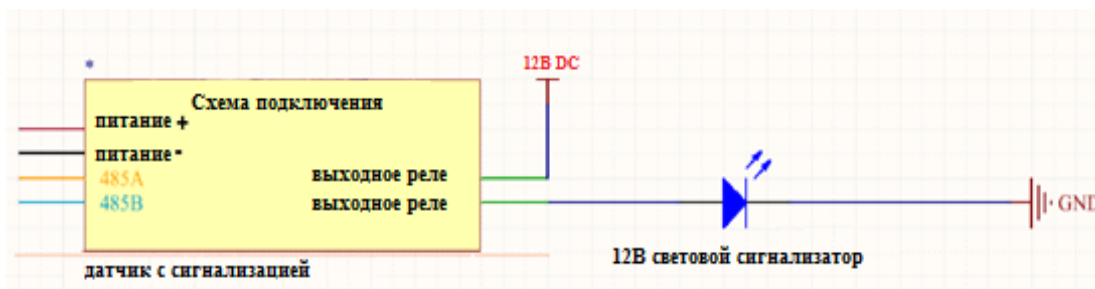 *
12В DC
Схема подключения
питание +
питание -
485A
485B
выходное реле
выходное реле
GND
12В световой сигнализатор
датчик с сигнализацией